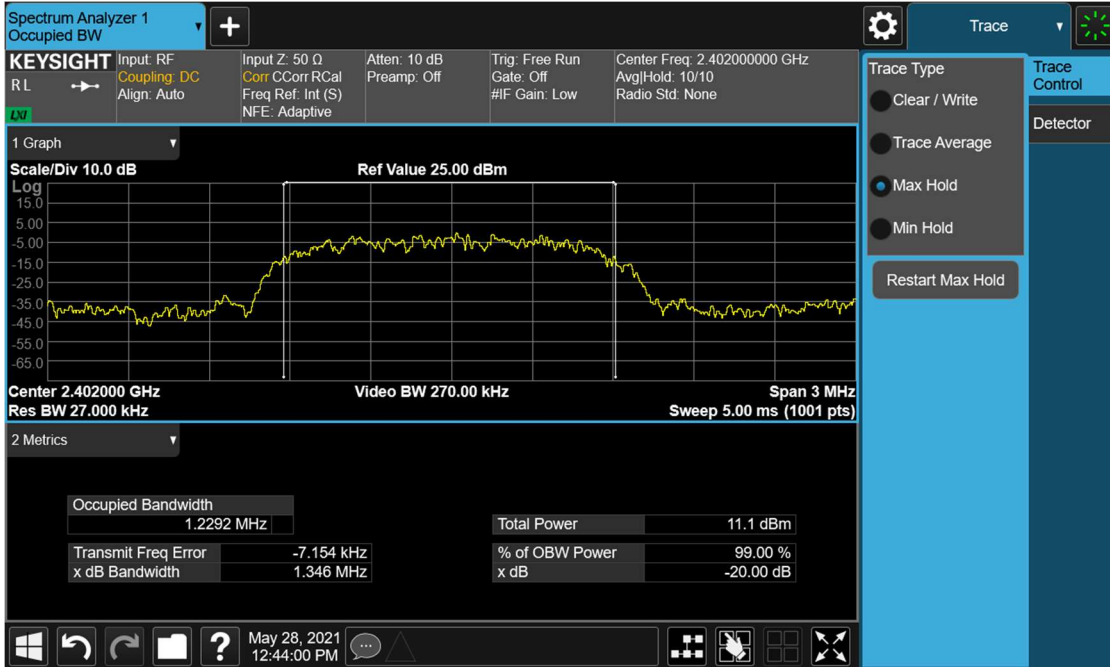 Spectrum Analyzer 1
Occupied BW
+
Trace
KEYSIGHT
R L
LXI
Input: RF
Coupling: DC
Align: Auto
Input Z: 50 Ω
Corr CCorr RCal
Freq Ref: Int (S)
NFE: Adaptive
Atten: 10 dB
Preamp: Off
Trig: Free Run
Gate: Off
#IF Gain: Low
Center Freq: 2.402000000 GHz
Avg|Hold: 10/10
Radio Std: None
Trace Type
Clear / Write
Trace Average
Max Hold
Min Hold
Restart Max Hold
Trace
Control
Detector
1 Graph
Scale/Div 10.0 dB
Ref Value 25.00 dBm
Log
15.0
5.00
-5.00
-15.0
-25.0
-35.0
-45.0
-55.0
-65.0
Center 2.402000 GHz
Video BW 270.00 kHz
Span 3 MHz
Res BW 27.000 kHz
Sweep 5.00 ms (1001 pts)
2 Metrics
Occupied Bandwidth
1.2292 MHz
Total Power 11.1 dBm
Transmit Freq Error -7.154 kHz
% of OBW Power 99.00 %
x dB Bandwidth 1.346 MHz
x dB -20.00 dB
?
May 28, 2021
12:44:00 PM